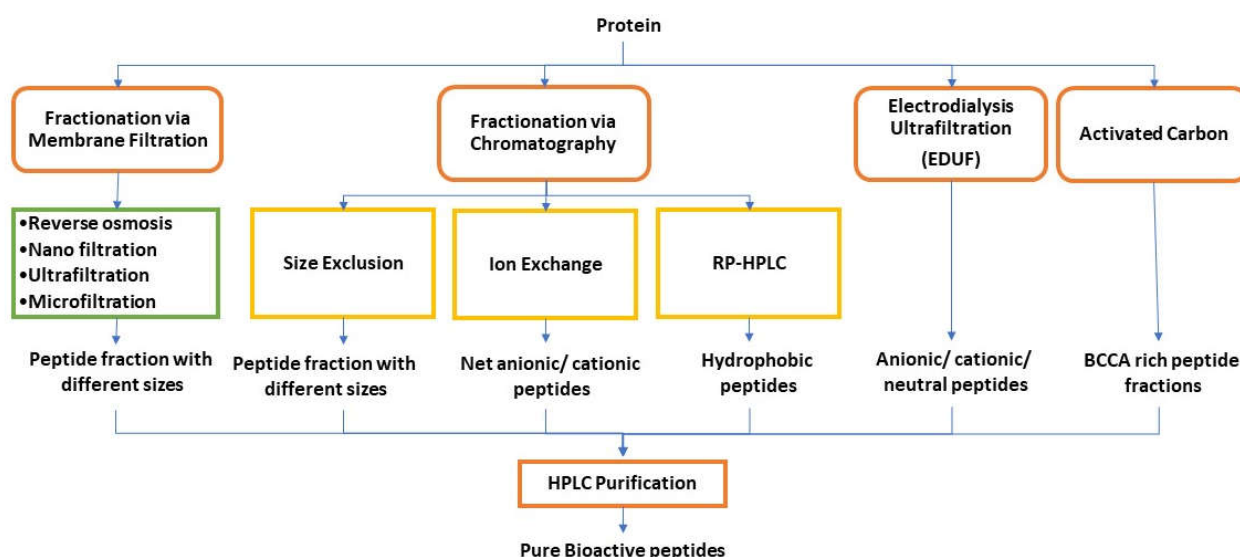 Protein
Fractionation via
Membrane Filtration
Fractionation via
Chromatography
Electrodialysis
Ultrafiltration
(EDUF)
Activated Carbon
•Reverse osmosis
•Nano filtration
•Ultrafiltration
•Microfiltration
Size Exclusion
Ion Exchange
RP-HPLC
Peptide fraction with
different sizes
Peptide fraction with
different sizes
Net anionic/ cationic
peptides
Hydrophobic
peptides
Anionic/ cationic/
neutral peptides
BCCA rich peptide
fractions
HPLC Purification
Pure Bioactive peptides